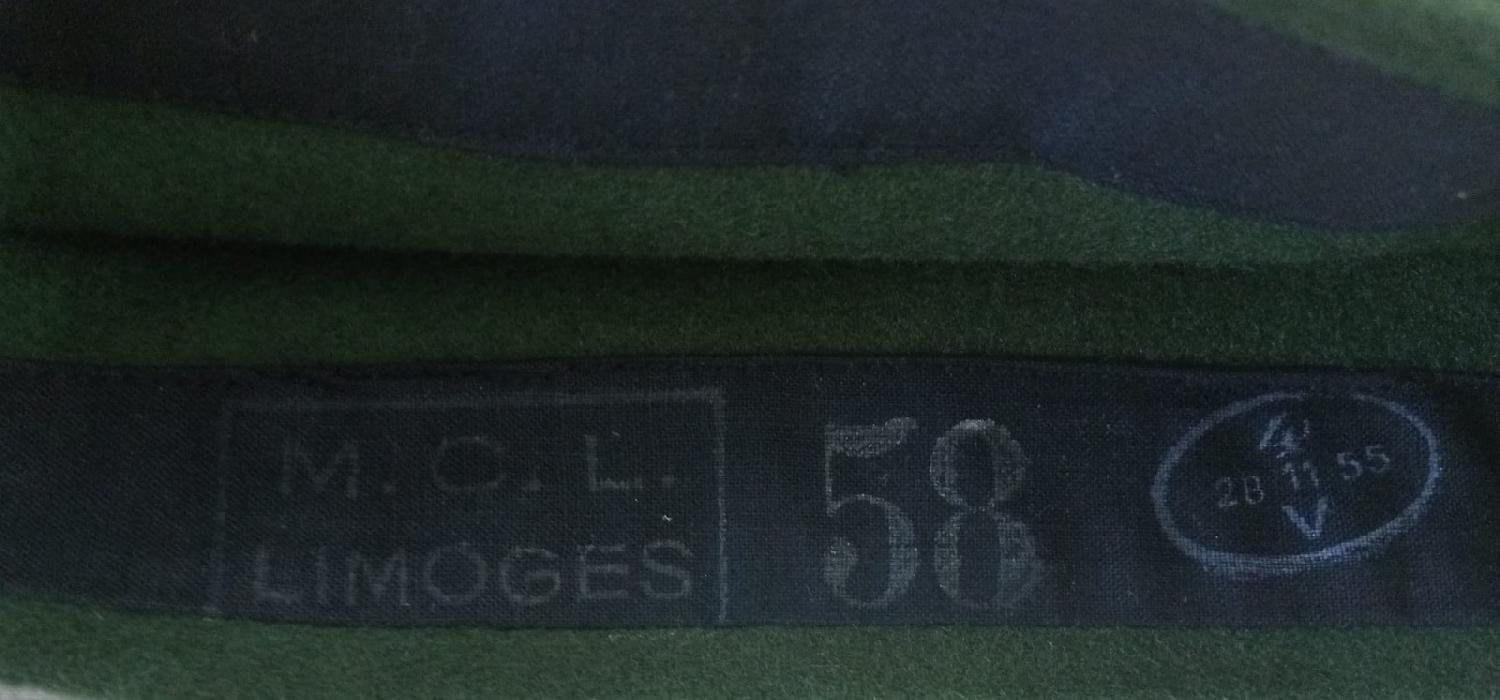 M. C. L.
LIMOGES
58
28 11 55
V